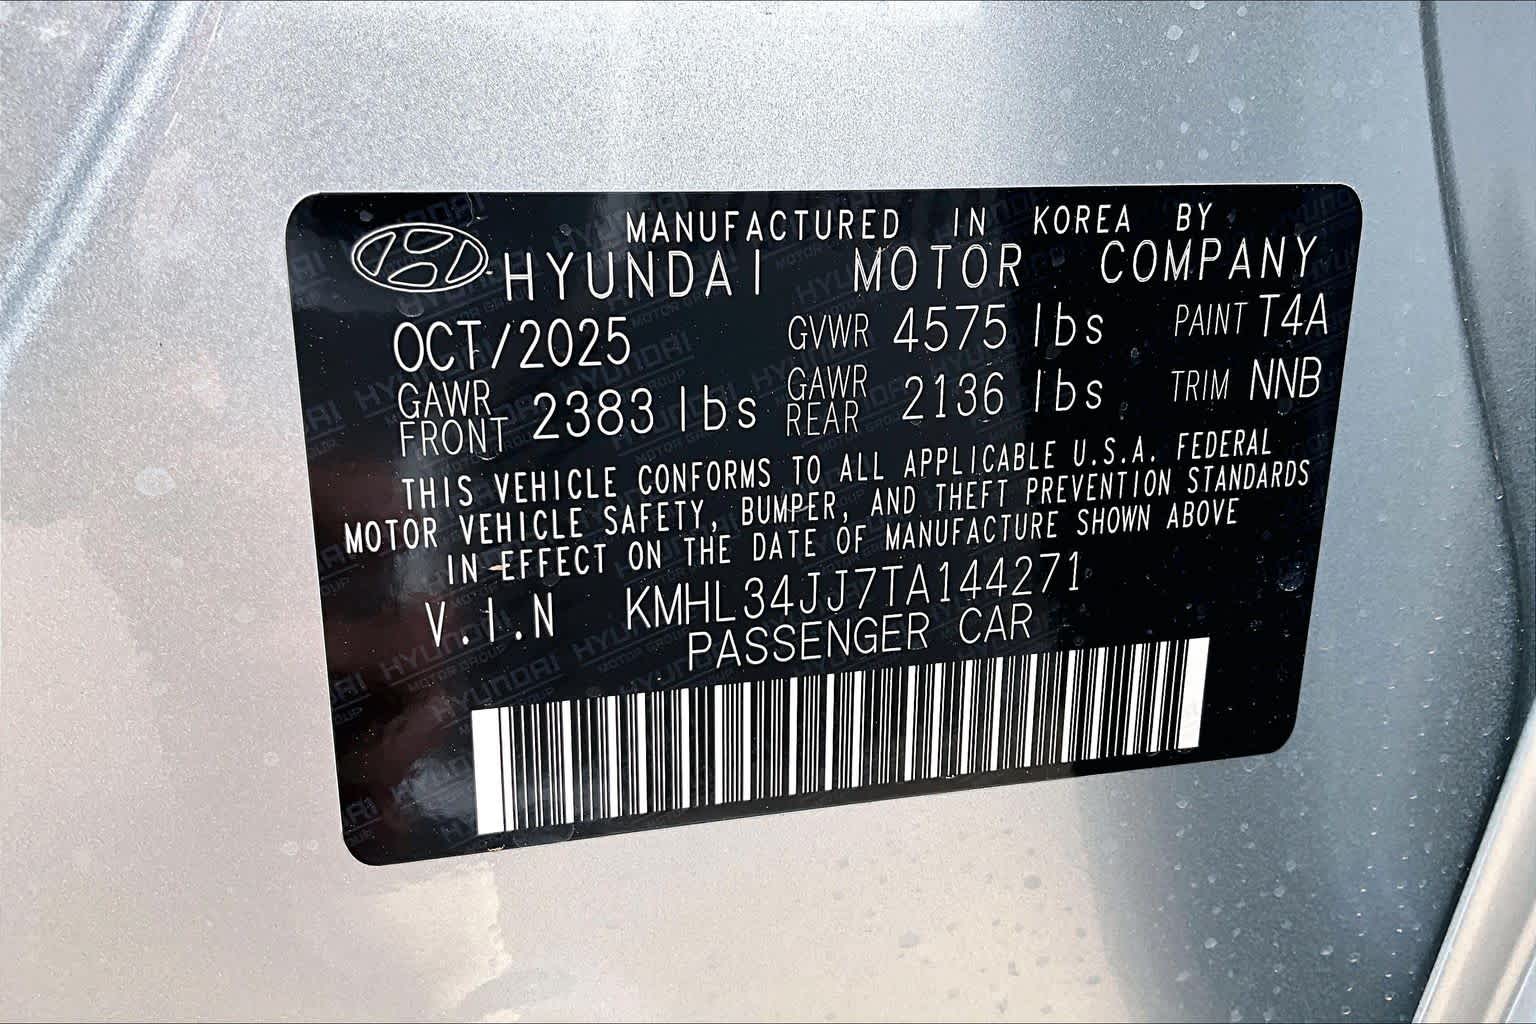 MANUFACTURED IN KOREA BY
HYUNDAI MOTOR COMPANY
OCT/2025 GVWR 4575 lbs PAINT T4A
GAWR FRONT 2383 lbs GAWR REAR 2136 lbs TRIM NNB
THIS VEHICLE CONFORMS TO ALL APPLICABLE U.S.A. FEDERAL
MOTOR VEHICLE SAFETY, BUMPER, AND THEFT PREVENTION STANDARDS
IN EFFECT ON THE DATE OF MANUFACTURE SHOWN ABOVE
V.I.N KMHL34JJ7TA144271
PASSENGER CAR